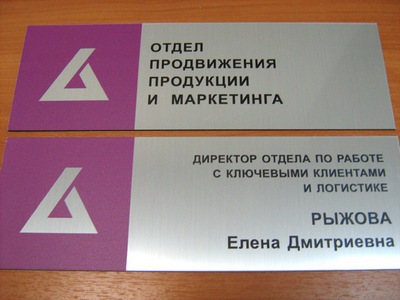 ОТДЕЛ
ПРОДВИЖЕНИЯ
ПРОДУКЦИИ
И МАРКЕТИНГА
ДИРЕКТОР ОТДЕЛА ПО РАБОТЕ
С КЛЮЧЕВЫМИ КЛИЕНТАМИ
И ЛОГИСТИКЕ
РЫЖОВА
Елена Дмитриевна